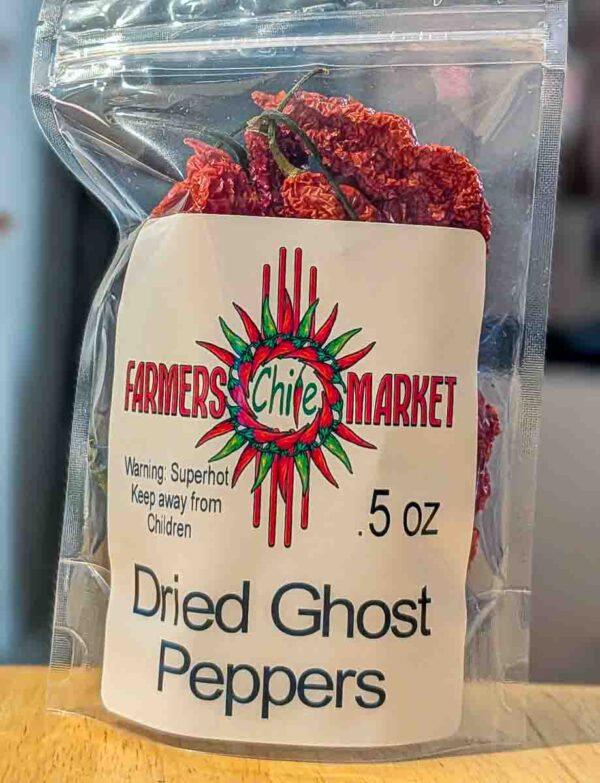 FARMERS Chile MARKET
Warning: Superhot
Keep away from
Children
.5 oz
Dried Ghost
Peppers